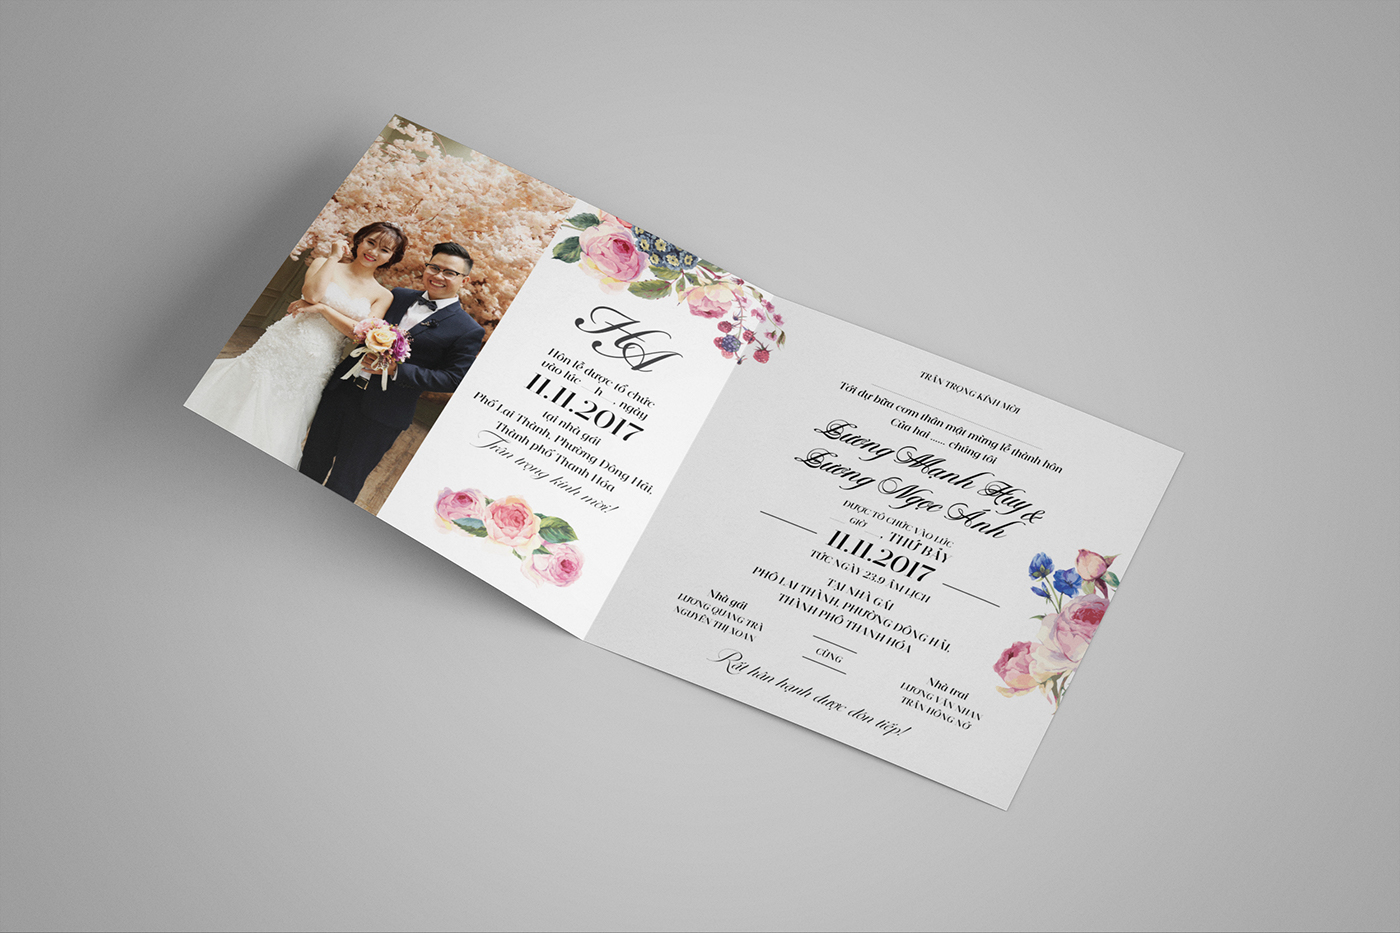 HA
Hôn lễ được tổ chức
vào lúc h ngày
11.11.2017
tại nhà gái
Phố Lai Thành, Phường Đông Hải,
Thành phố Thanh Hóa
Trân trọng kính mời!
TRÂN TRỌNG KÍNH MỜI
Tới dự bữa cơm thân mật mừng lễ thành hôn
Của hai ...... chúng tôi
Lương Mạnh Huy &
Lương Ngọc Ánh
ĐƯỢC TỔ CHỨC VÀO LÚC
GIỜ . THỨ BẢY
11.11.2017
TỨC NGÀY 23.9 ÂM LỊCH
TẠI NHÀ GÁI
PHỐ LAI THÀNH, PHƯỜNG ĐÔNG HẢI,
THÀNH PHỐ THANH HÓA
Nhà gái
LƯƠNG QUANG TRÀ
NGUYỄN THỊ XOAN
CÙNG
Nhà trai
LƯƠNG VĂN NHAN
TRẦN HỒNG NỞ
Rất hân hạnh được đón tiếp!